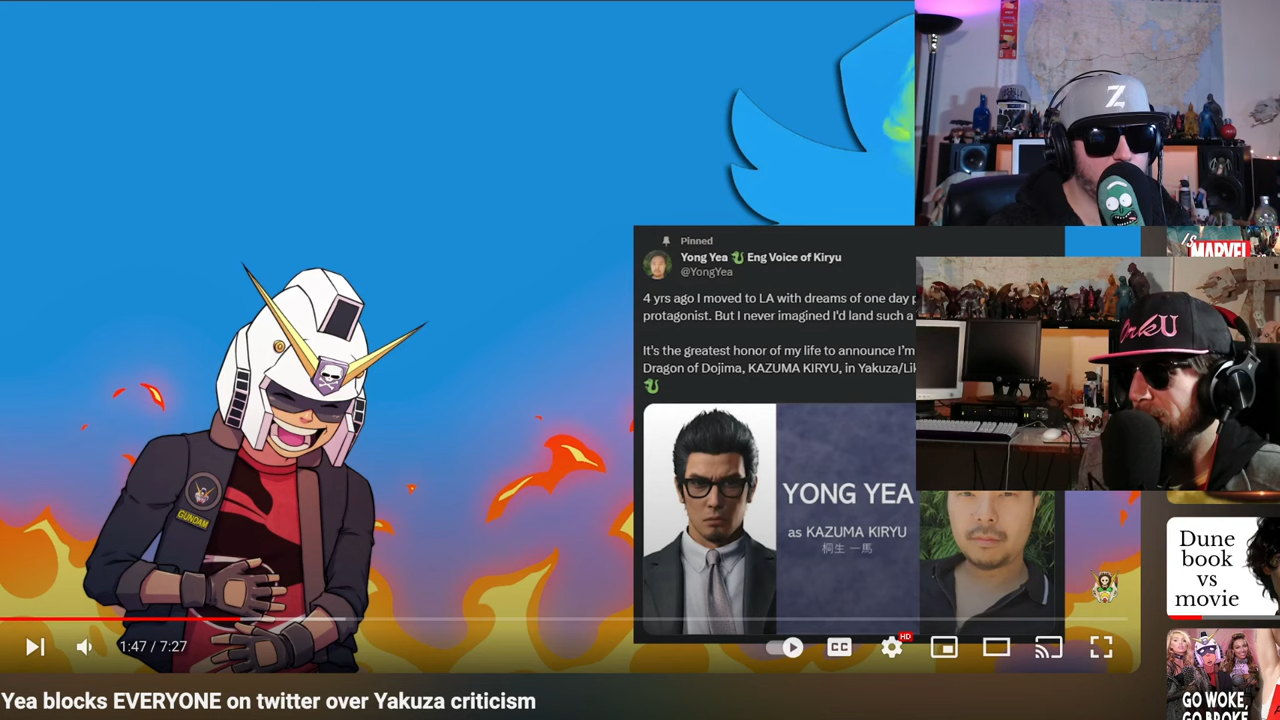 Z
Pinned
Yong Yea Eng Voice of Kiryu
@YongYea
4 yrs ago I moved to LA with dreams of one day
protagonist. But I never imagined I'd land such a
It's the greatest honor of my life to announce I'm
Dragon of Dojima, KAZUMA KIRYU, in Yakuza/
YONG YEA
as KAZUMA KIRYU
桐生 一馬
GUNDAM
MARVEL
Dune
book
vs
movie
GO WOKE,
GO BROKE
HD
CC
1:47 / 7:27
Yea blocks EVERYONE on twitter over Yakuza criticism